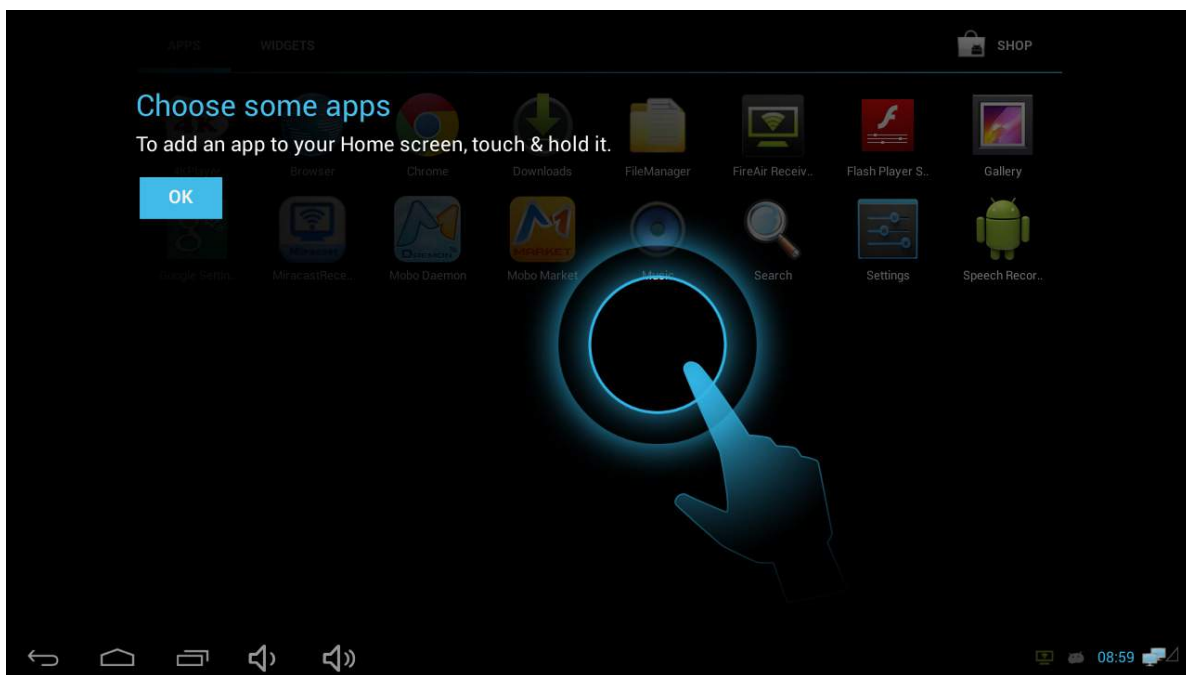 APPS WIDGETS SHOP
Choose some apps
To add an app to your Home screen, touch & hold it.
Browser Chrome Downloads FileManager FireAir Receiv.. Flash Player S.. Gallery
OK
Google Settin.. MiracastRece.. Mobo Daemon Mobo Market Music Search Settings Speech Recor..
08:59